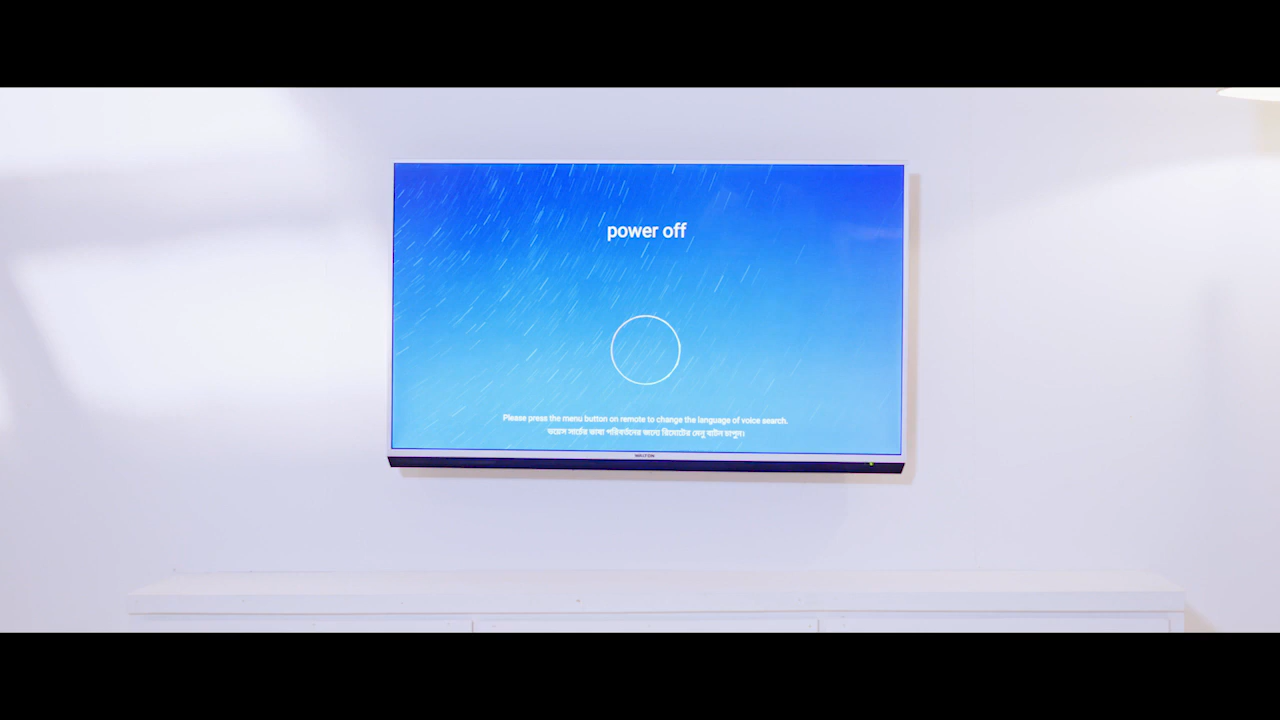 power off
Please press the menu button on remote to change the language of voice search.
ভয়েস সার্চের ভাষা পরিবর্তনের জন্যে রিমোটের মেনু বাটন চাপুন।
WALTON